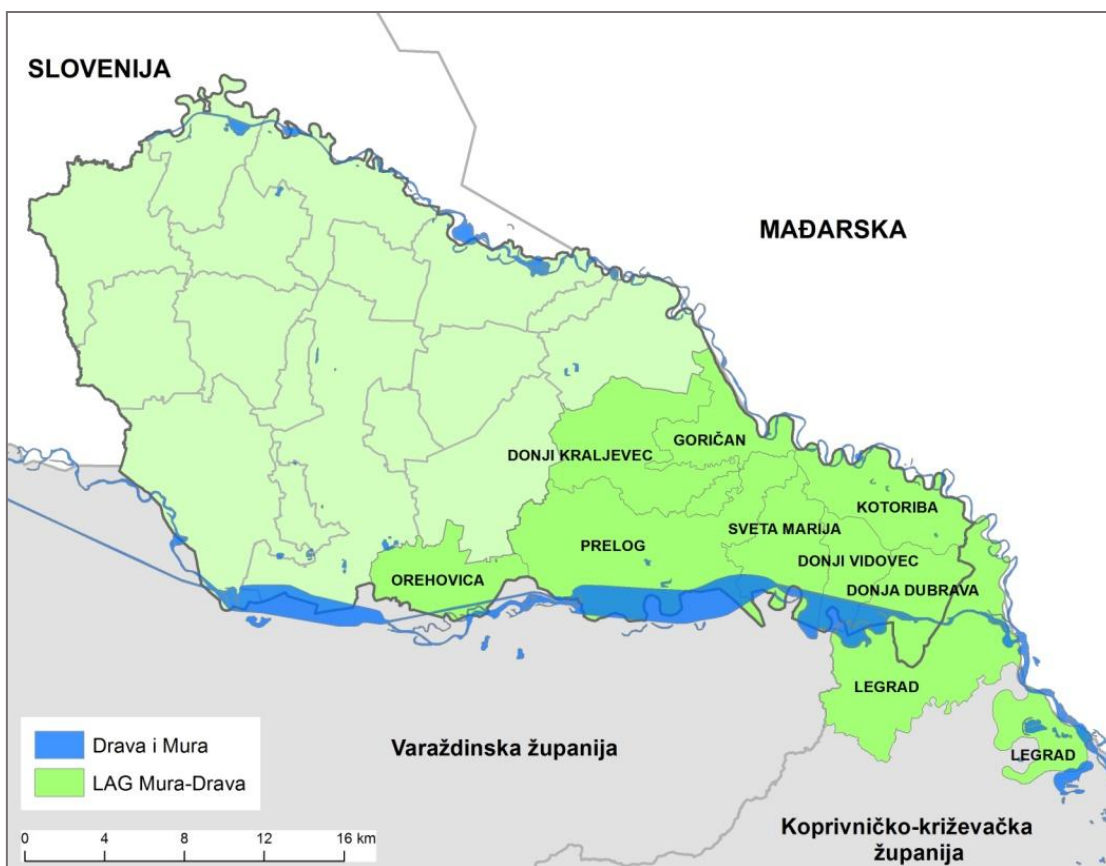 SLOVENIJA
MAĐARSKA
GORIČAN
DONJI KRALJEVEC
KOTORIBA
SVETA MARIJA
PRELOG
DONJI VIDOVEC
OREHOVICA
DONJA DUBRAVA
LEGRAD
LEGRAD
Varaždinska županija
Koprivničko-križevačka
županija
Drava i Mura
LAG Mura-Drava
0 4 8 12 16 km